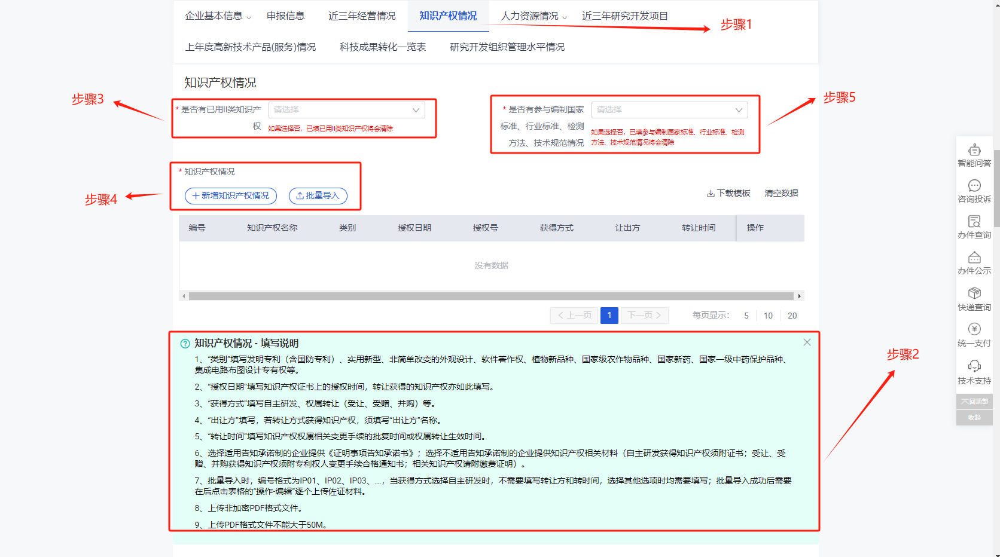 企业基本信息 申报信息 近三年经营情况 知识产权情况 人力资源情况 近三年研究开发项目
步骤1
上年度高新技术产品(服务)情况 科技成果转化一览表 研究开发组织管理水平情况
知识产权情况
步骤3
* 是否有已用II类知识产
权
请选择
如果选择否，已填已用II类知识产权将会清除
* 是否有参与编制国家
标准、行业标准、检测
方法、技术规范情况
请选择
如果选择否，已填参与编制国家标准、行业标准、检测
方法、技术规范情况将会清除
步骤5
* 知识产权情况
步骤4
新增知识产权情况 批量导入
下载模板 清空数据
编号 知识产权名称 类别 授权日期 授权号 获得方式 让出方 转让时间 操作
没有数据
上一页 1 下一页 每页显示： 5 10 20
知识产权情况 - 填写说明
1、“类别”填写发明专利（含国防专利）、实用新型、非简单改变的外观设计、软件著作权、植物新品种、国家级农作物品种、国家新药、国家一级中药保护品种、
集成电路布图设计专有权等。
2、“授权日期”填写知识产权证书上的授权时间，转让获得的知识产权亦如此填写。
3、“获得方式”填写自主研发、权属转让（受让、受赠、并购）等。
4、“出让方”填写，若转让方式获得知识产权，须填写“出让方”名称。
5、“转让时间”填写知识产权权属相关变更手续的批复时间或权属转让生效时间。
6、选择适用告知承诺制的企业提供《证明事项告知承诺书》；选择不适用告知承诺制的企业提供知识产权相关材料（自主研发获得知识产权须附证书；受让、受
赠、并购获得知识产权须附专利权人变更手续合格通知书；相关知识产权请附缴费证明）。
7、批量导入时，编号格式为IP01、IP02、IP03、...，当获得方式选择自主研发时，不需要填写转让方和转时间，选择其他选项时均需要填写；批量导入成功后需要
在后点击表格的“操作-编辑”逐个上传佐证材料。
8、上传非加密PDF格式文件。
9、上传PDF格式文件不能大于50M。
步骤2
智能问答
咨询投诉
办件查询
办件公示
快递查询
统一支付
技术支持
回顶部
收起